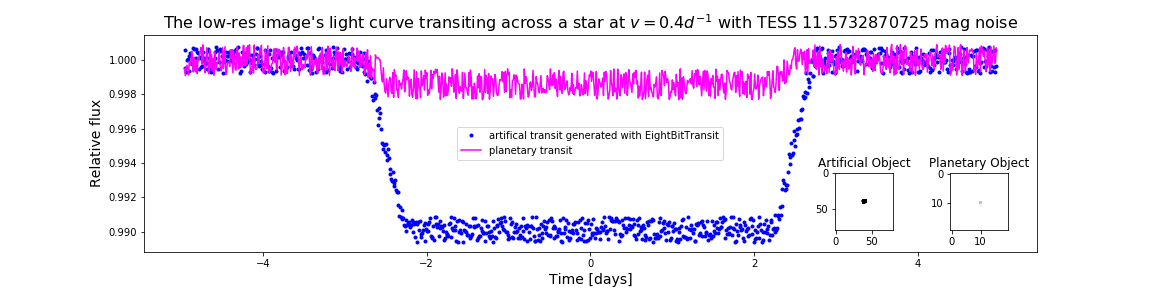 The low-res image's light curve transiting across a star at v = 0.4d⁻¹ with TESS 11.5732870725 mag noise
Relative flux
1.000
0.998
0.996
0.994
0.992
0.990
artifical transit generated with EightBitTransit
planetary transit
Artificial Object
0
50
0
50
Planetary Object
0
10
0
10
−4
−2
0
2
4
Time [days]